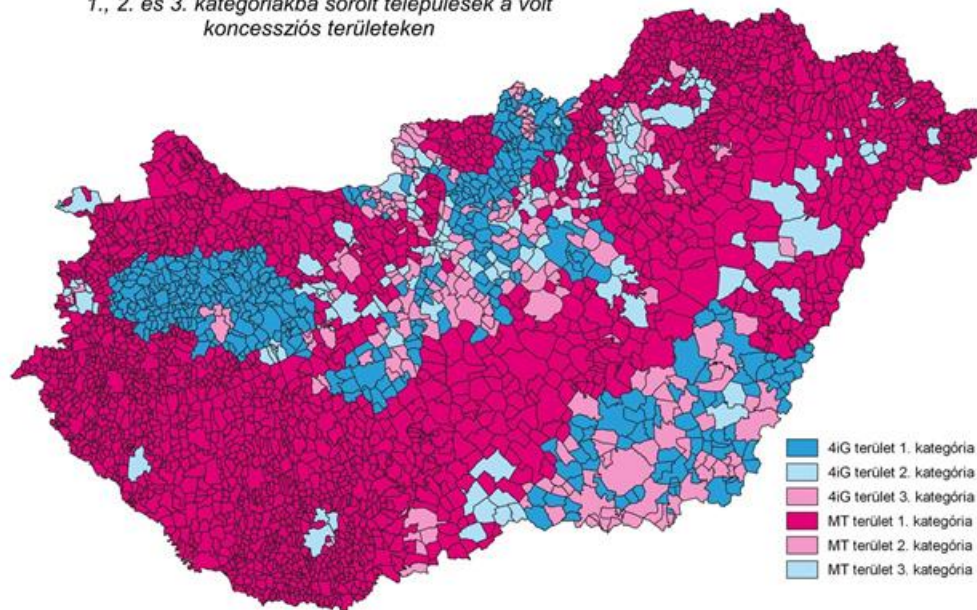 1., 2. és 3. kategóriákba sorolt települések a volt
koncessziós területeken
4iG terület 1. kategória
4iG terület 2. kategória
4iG terület 3. kategória
MT terület 1. kategória
MT terület 2. kategória
MT terület 3. kategória